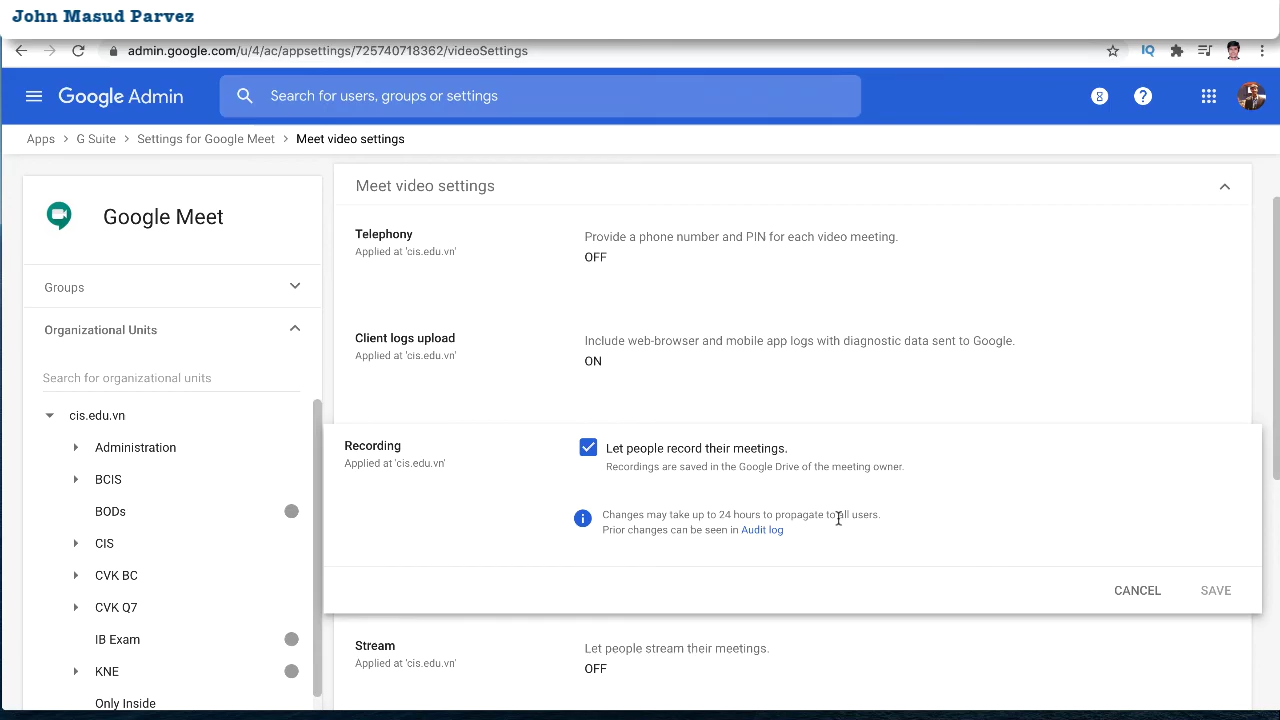 John Masud Parvez
admin.google.com/u/4/ac/appsettings/725740718362/videoSettings
IQ
Google Admin
Search for users, groups or settings
Apps > G Suite > Settings for Google Meet > Meet video settings
Google Meet
Groups
Organizational Units
Search for organizational units
cis.edu.vn
Administration
BCIS
BODs
CIS
CVK BC
CVK Q7
IB Exam
KNE
Only Inside
Meet video settings
Telephony
Applied at 'cis.edu.vn'
Provide a phone number and PIN for each video meeting.
OFF
Client logs upload
Applied at 'cis.edu.vn'
Include web-browser and mobile app logs with diagnostic data sent to Google.
ON
Recording
Applied at 'cis.edu.vn'
Let people record their meetings.
Recordings are saved in the Google Drive of the meeting owner.
Changes may take up to 24 hours to propagate to all users.
Prior changes can be seen in Audit log
CANCEL
SAVE
Stream
Applied at 'cis.edu.vn'
Let people stream their meetings.
OFF